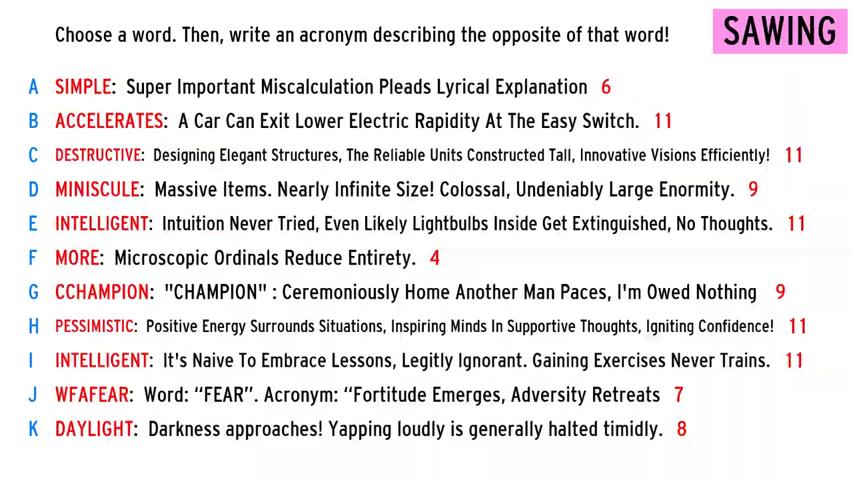 Choose a word. Then, write an acronym describing the opposite of that word!
SAWING
A SIMPLE: Super Important Miscalculation Pleads Lyrical Explanation 6
B ACCELERATES: A Car Can Exit Lower Electric Rapidity At The Easy Switch. 11
C DESTRUCTIVE: Designing Elegant Structures, The Reliable Units Constructed Tall, Innovative Visions Efficiently! 11
D MINISCULE: Massive Items. Nearly Infinite Size! Colossal, Undeniably Large Enormity. 9
E INTELLIGENT: Intuition Never Tried, Even Likely Lightbulbs Inside Get Extinguished, No Thoughts. 11
F MORE: Microscopic Ordinals Reduce Entirety. 4
G CCHAMPION: "CHAMPION" : Ceremoniously Home Another Man Paces, I'm Owed Nothing 9
H PESSIMISTIC: Positive Energy Surrounds Situations, Inspiring Minds In Supportive Thoughts, Igniting Confidence! 11
I INTELLIGENT: It's Naive To Embrace Lessons, Legitly Ignorant. Gaining Exercises Never Trains. 11
J WFAFEAR: Word: “FEAR”. Acronym: “Fortitude Emerges, Adversity Retreats 7
K DAYLIGHT: Darkness approaches! Yapping loudly is generally halted timidly. 8